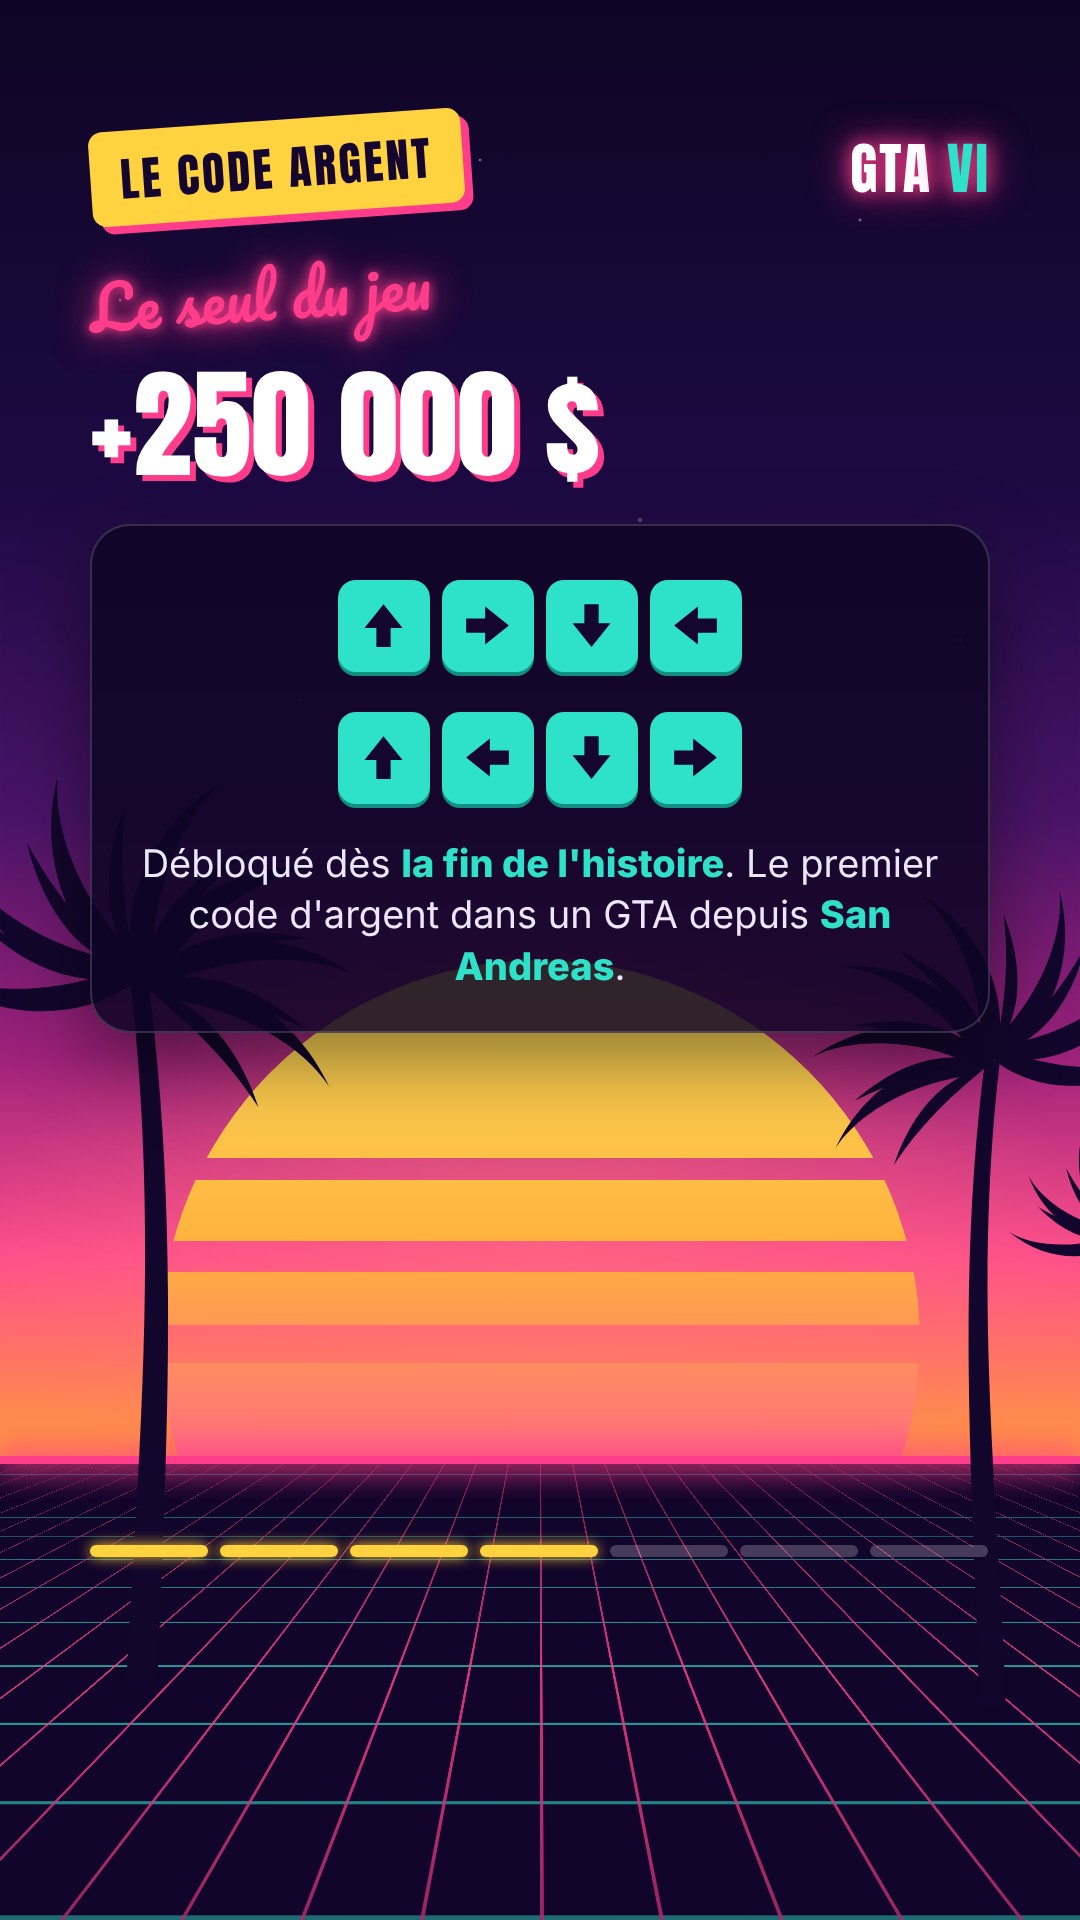 LE CODE ARGENT
GTA VI
Le seul du jeu
+250 000 $
Débloqué dès la fin de l'histoire. Le premier
code d'argent dans un GTA depuis San
Andreas.